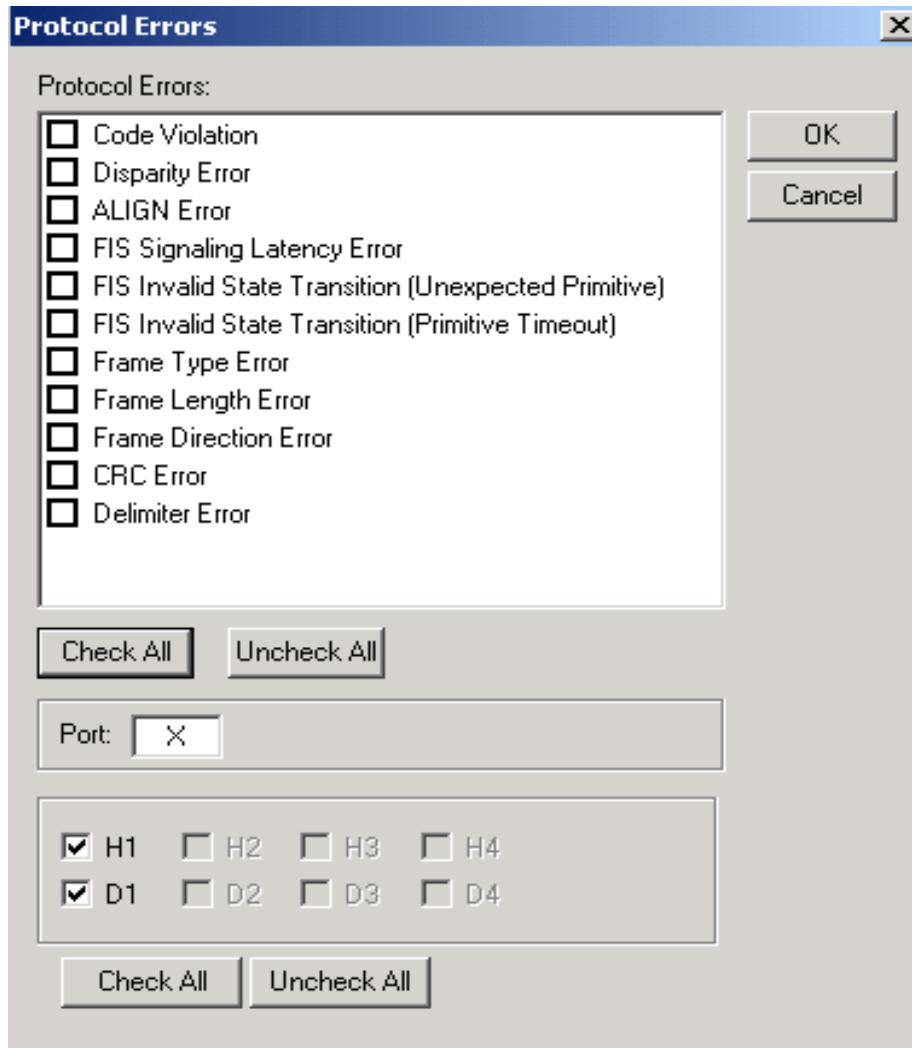 Protocol Errors
Protocol Errors:
Code Violation
Disparity Error
ALIGN Error
FIS Signaling Latency Error
FIS Invalid State Transition (Unexpected Primitive)
FIS Invalid State Transition (Primitive Timeout)
Frame Type Error
Frame Length Error
Frame Direction Error
CRC Error
Delimiter Error
OK
Cancel
Check All Uncheck All
Port: X
H1 H2 H3 H4
D1 D2 D3 D4
Check All Uncheck All